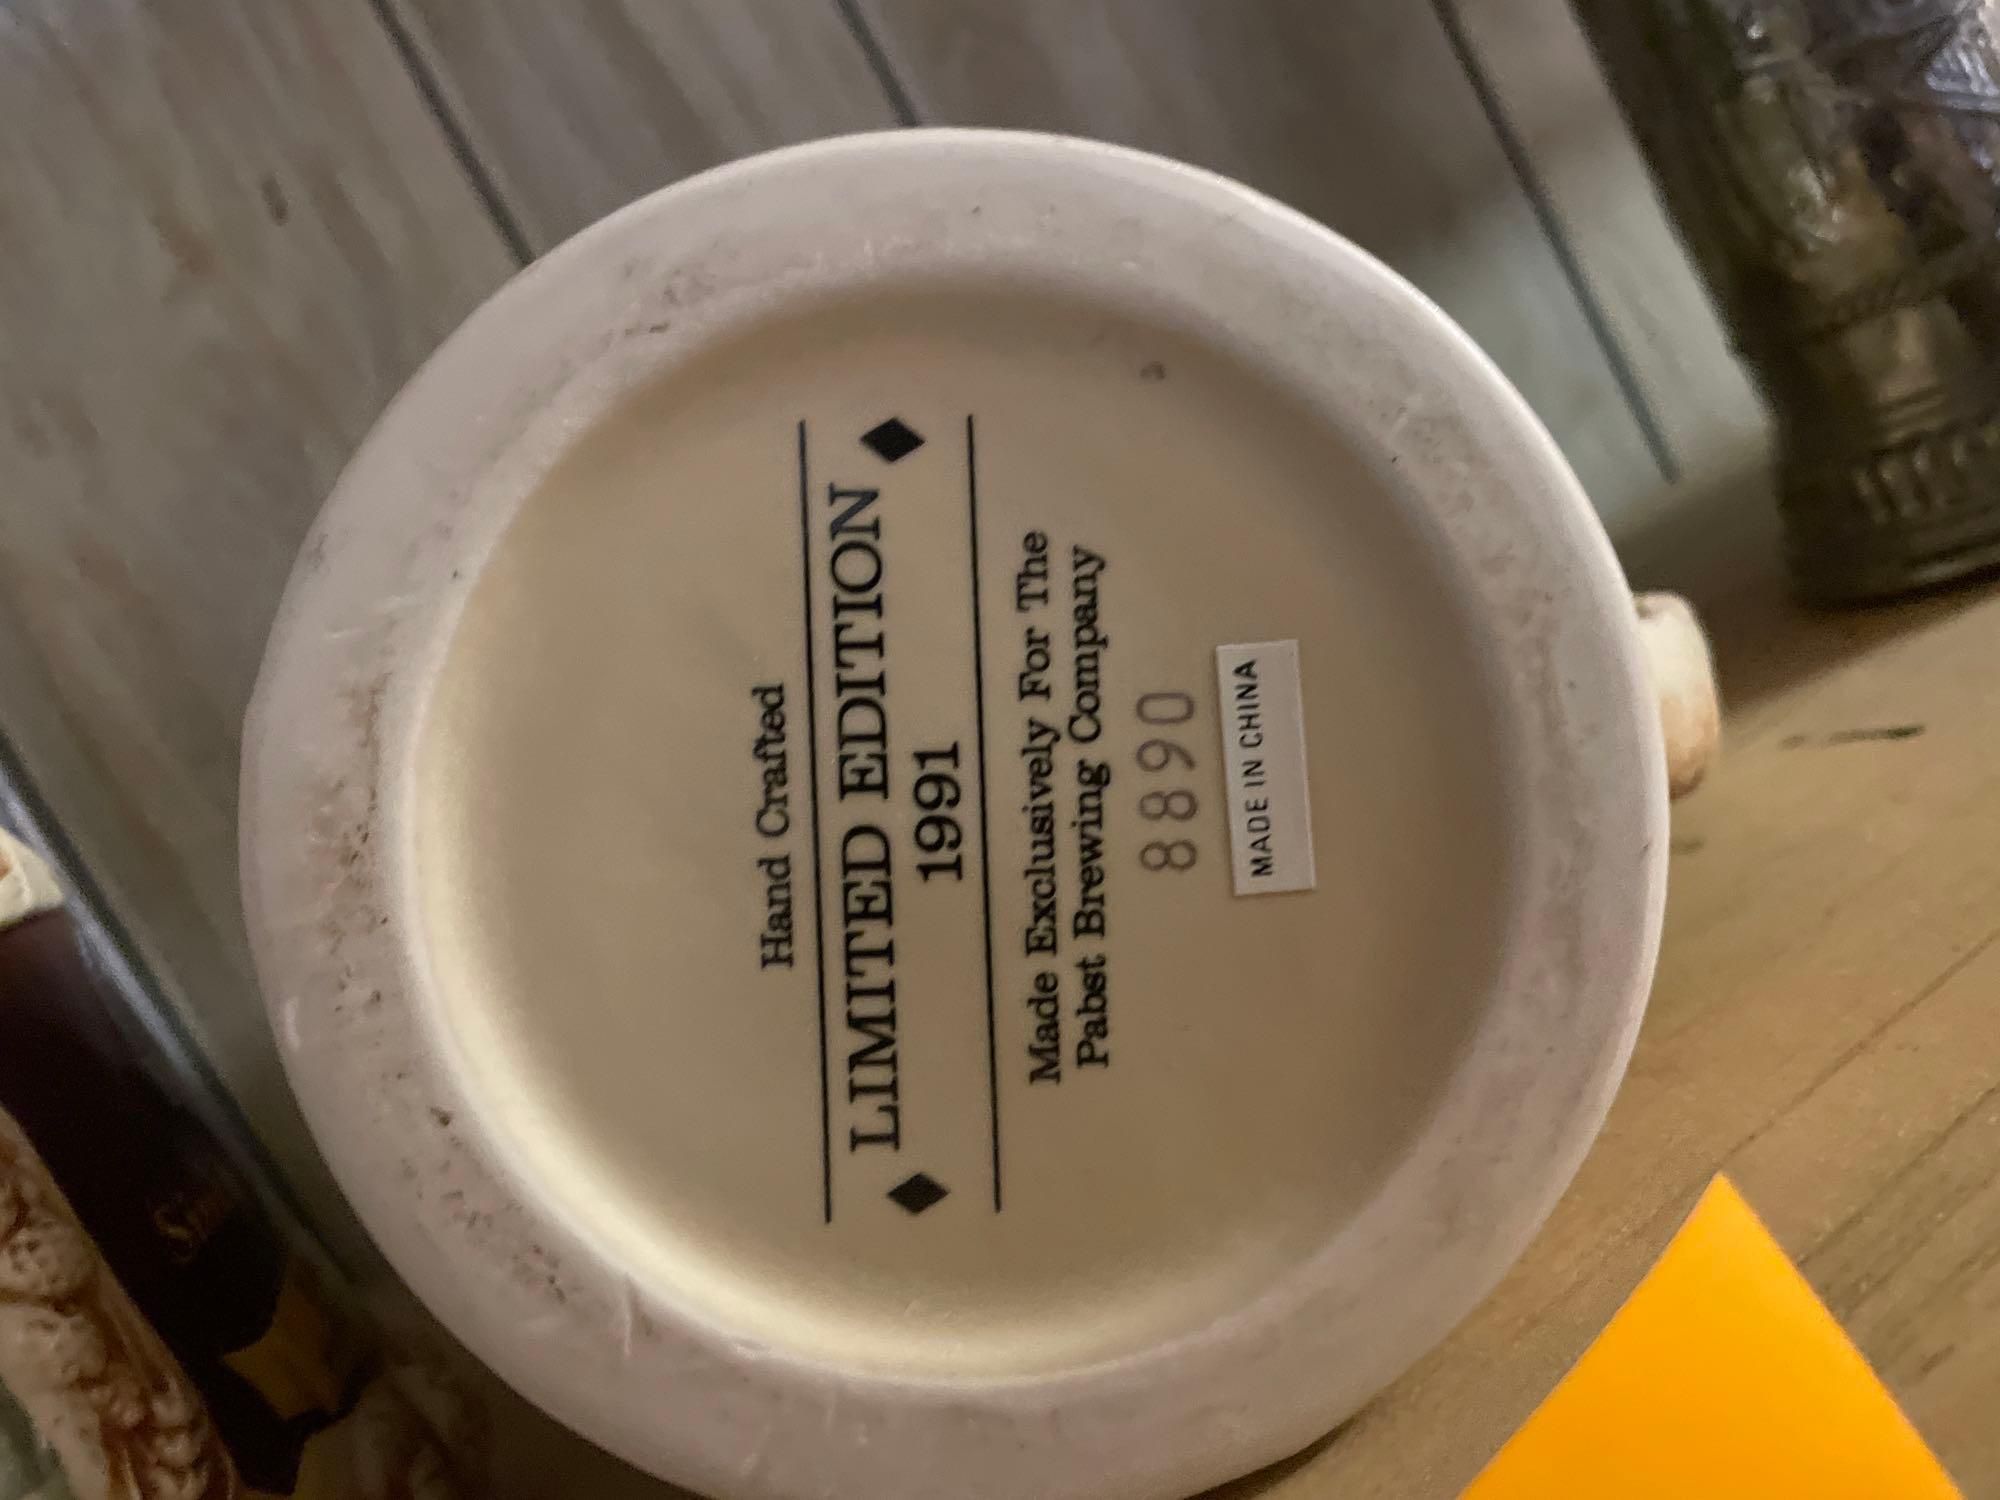 Hand Crafted
LIMITED EDITION
1991
Made Exclusively For The
Pabst Brewing Company
8890
MADE IN CHINA